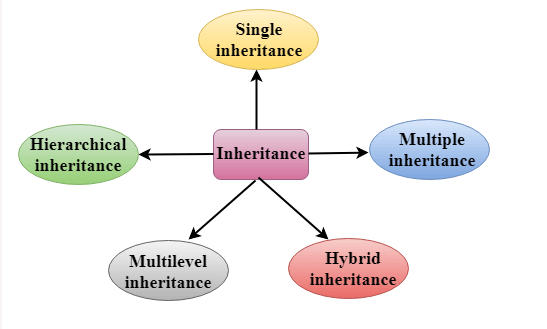 Single
inheritance
Hierarchical
inheritance
Inheritance
Multiple
inheritance
Multilevel
inheritance
Hybrid
inheritance